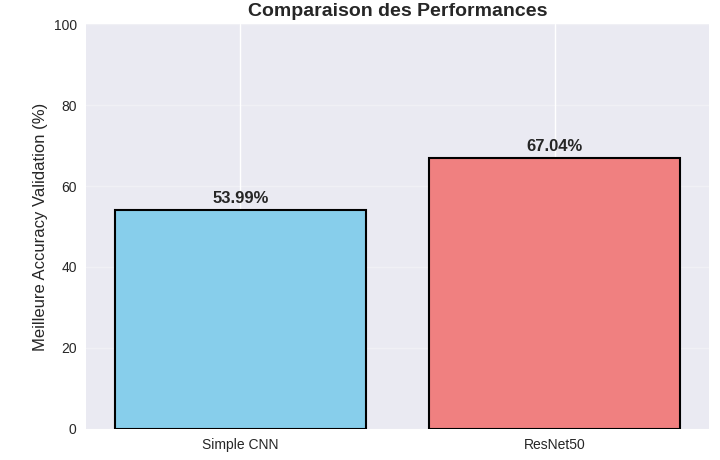 Comparaison des Performances
Meilleure Accuracy Validation (%)
100
80
60
40
20
0
53.99%
67.04%
Simple CNN
ResNet50